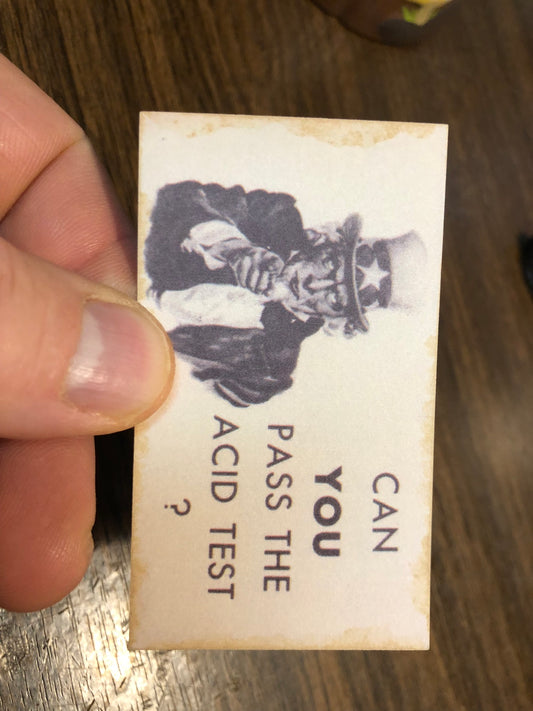 CAN
YOU
PASS THE
ACID TEST
?